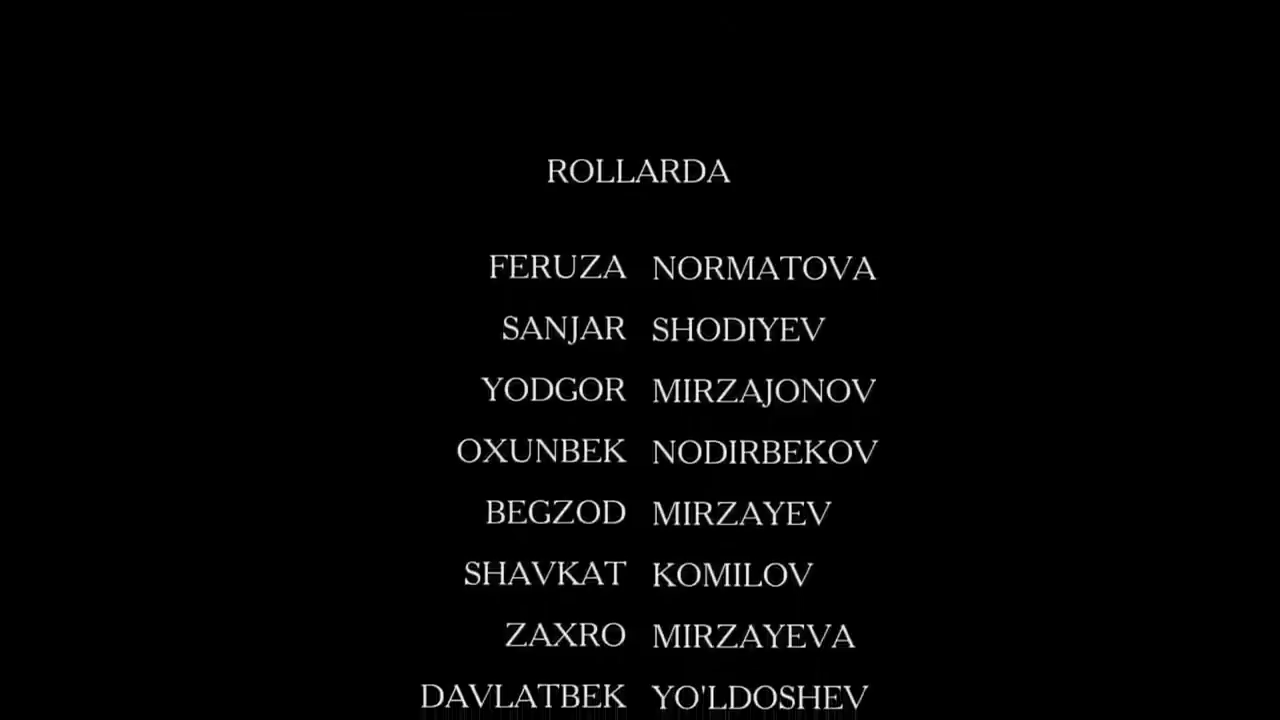 ROLLARDA
FERUZA NORMATOVA
SANJAR SHODIYEV
YODGOR MIRZAJONOV
OXUNBEK NODIRBEKOV
BEGZOD MIRZAYEV
SHAVKAT KOMILOV
ZAXRO MIRZAYEVA
DAVLATBEK YO'LDOSHEV